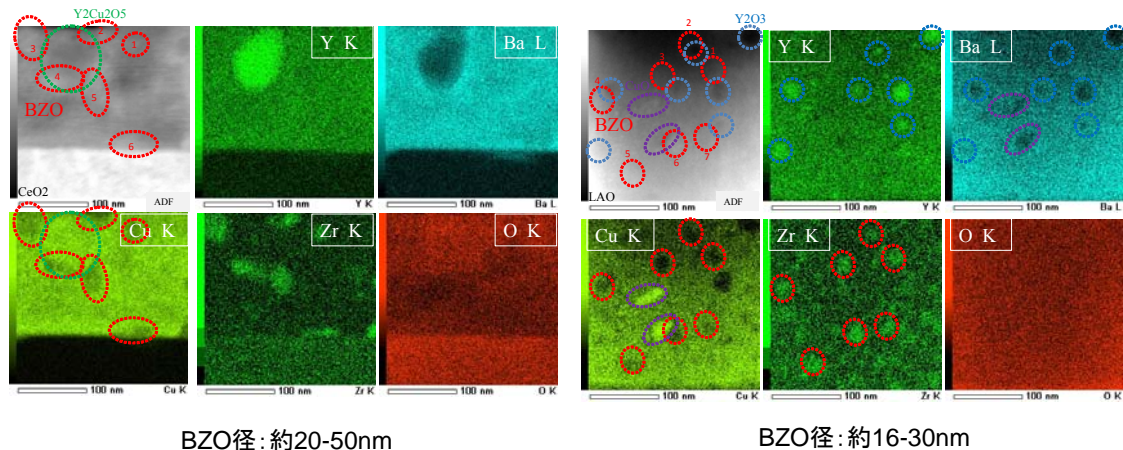 Y2Cu2O5
3
2
1
4
5
BZO
6
CeO2
ADF
100 nm
Y K
100 nm
Y K
Ba L
100 nm
Ba L
Cu K
100 nm
Cu K
Zr K
100 nm
Zr K
O K
100 nm
O K
BZO径：約20-50nm
2
Y2O3
3
4
BZO
5
6
7
LAO
ADF
100 nm
Y K
100 nm
Y K
Ba L
100 nm
Ba L
Cu K
100 nm
Cu K
Zr K
100 nm
Zr K
O K
100 nm
O K
BZO径：約16-30nm